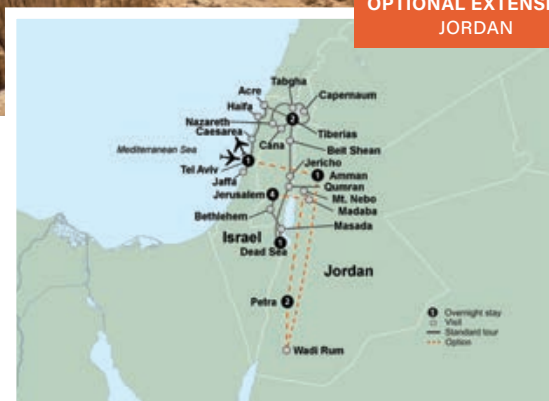 OPTIONAL EXTENS
JORDAN
Tabgha
Acre
Capernaum
Haifa
Nazareth
2
Tiberias
Caesarea
Cana
Beit Shean
Mediterranean Sea
Jericho
1
1
Amman
Tel Aviv
Qumran
Jaffa
Mt. Nebo
Jerusalem
4
Madaba
Bethlehem
Masada
Israel
1
Dead Sea
Jordan
Petra
2
1
Overnight stay
Visit
Standard tour
Option
Wadi Rum